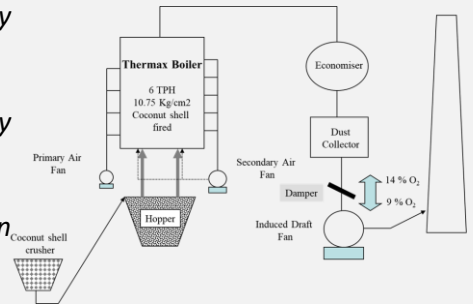 y
Thermax Boiler
6 TPH
10.75 Kg/cm2
Coconut shell
fired
Economiser
y
Dust
Collector
Primary Air
Fan
Secondary Air
Fan
Damper
14 % O₂
9 % O₂
Hopper
Induced Draft
Fan
n
Coconut shell
crusher